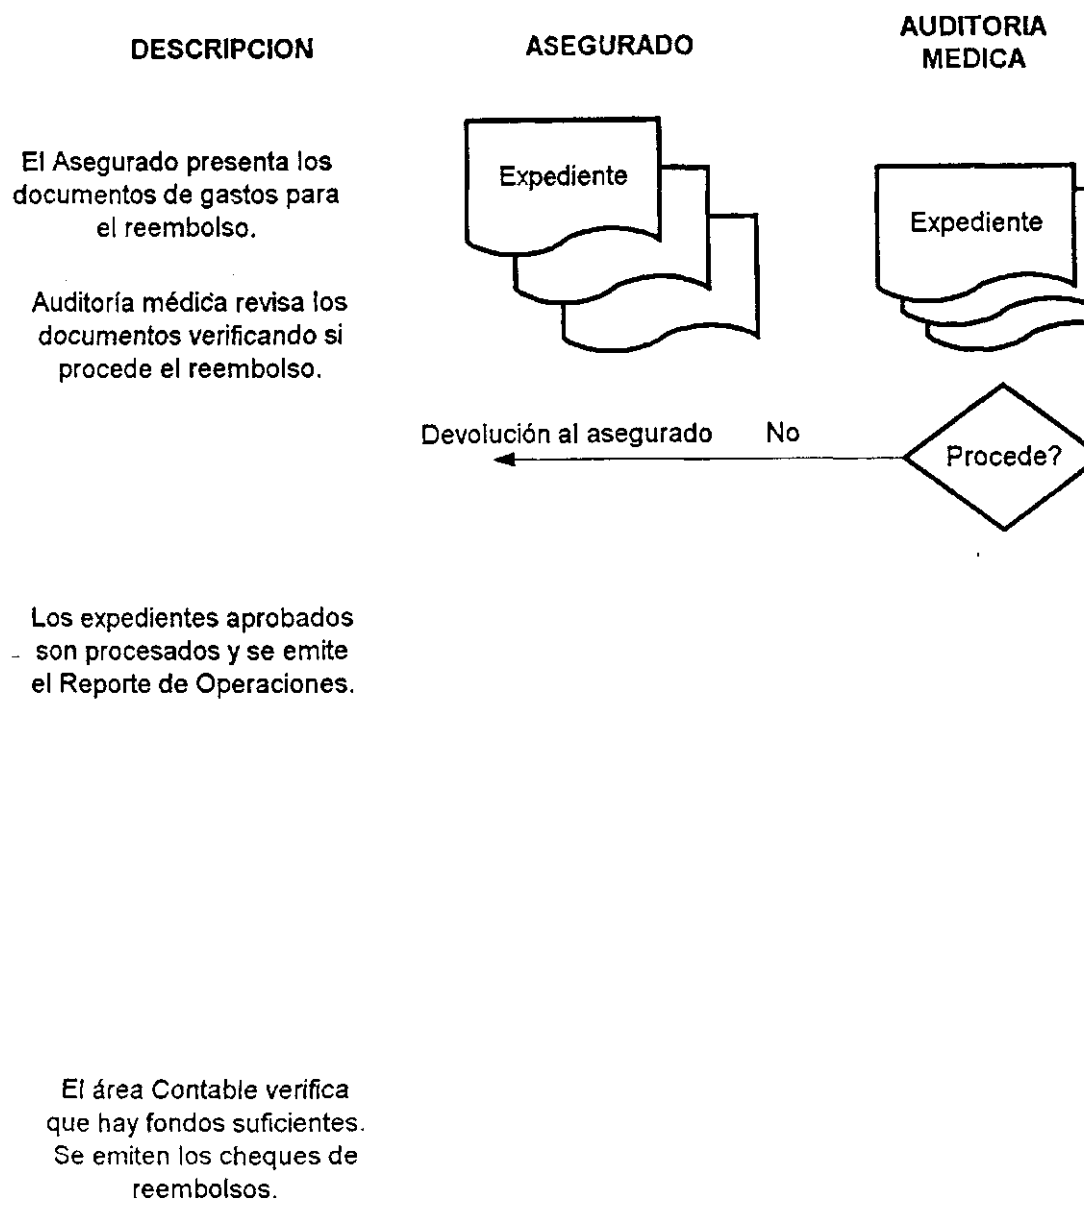 DESCRIPCION
ASEGURADO
AUDITORIA
MEDICA
El Asegurado presenta los
documentos de gastos para
el reembolso.
Expediente
Expediente
Auditoría médica revisa los
documentos verificando si
procede el reembolso.
Devolución al asegurado
No
Procede?
Los expedientes aprobados
son procesados y se emite
el Reporte de Operaciones.
El área Contable verifica
que hay fondos suficientes.
Se emiten los cheques de
reembolsos.